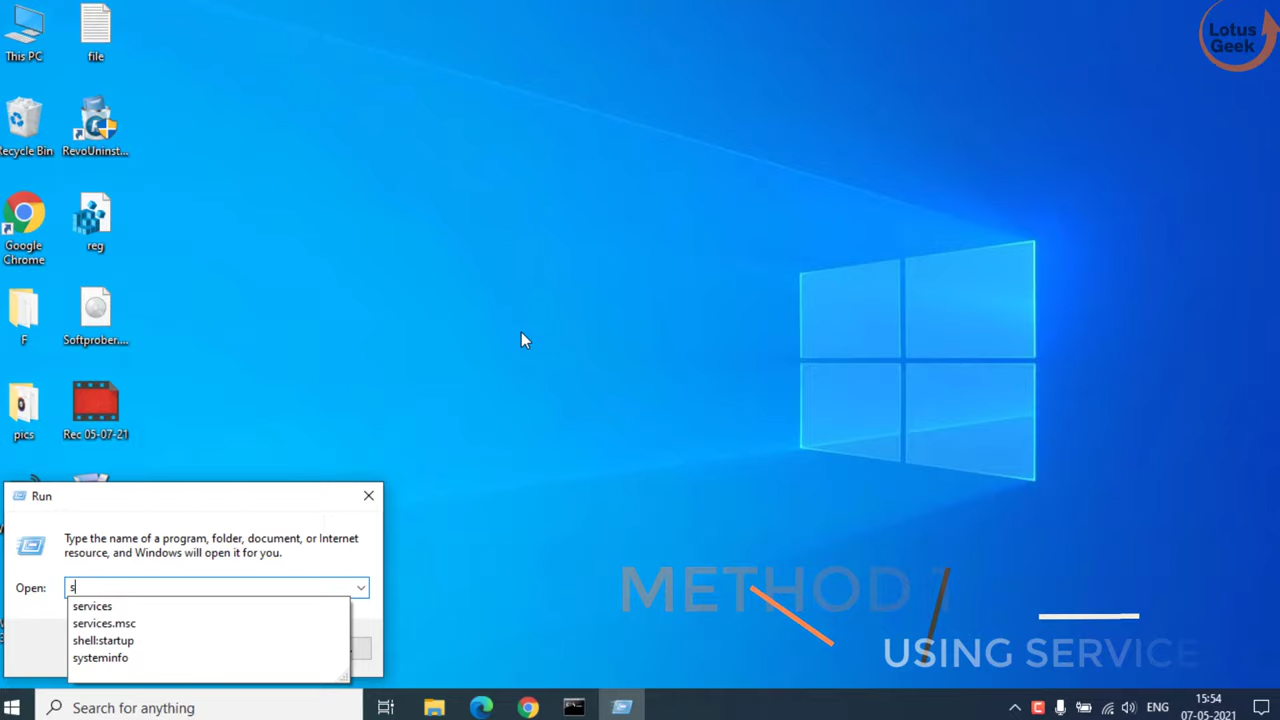 Lotus
Geek
This PC
file
Recycle Bin
RevoUninst...
Google
Chrome
reg
F
Softprober....
pics
Rec 05-07-21
Run
Type the name of a program, folder, document, or Internet
resource, and Windows will open it for you.
Open:
s
services
services.msc
shell:startup
systeminfo
METHOD 1
USING SERVICE
Search for anything
ENG
15:54
07-05-2021